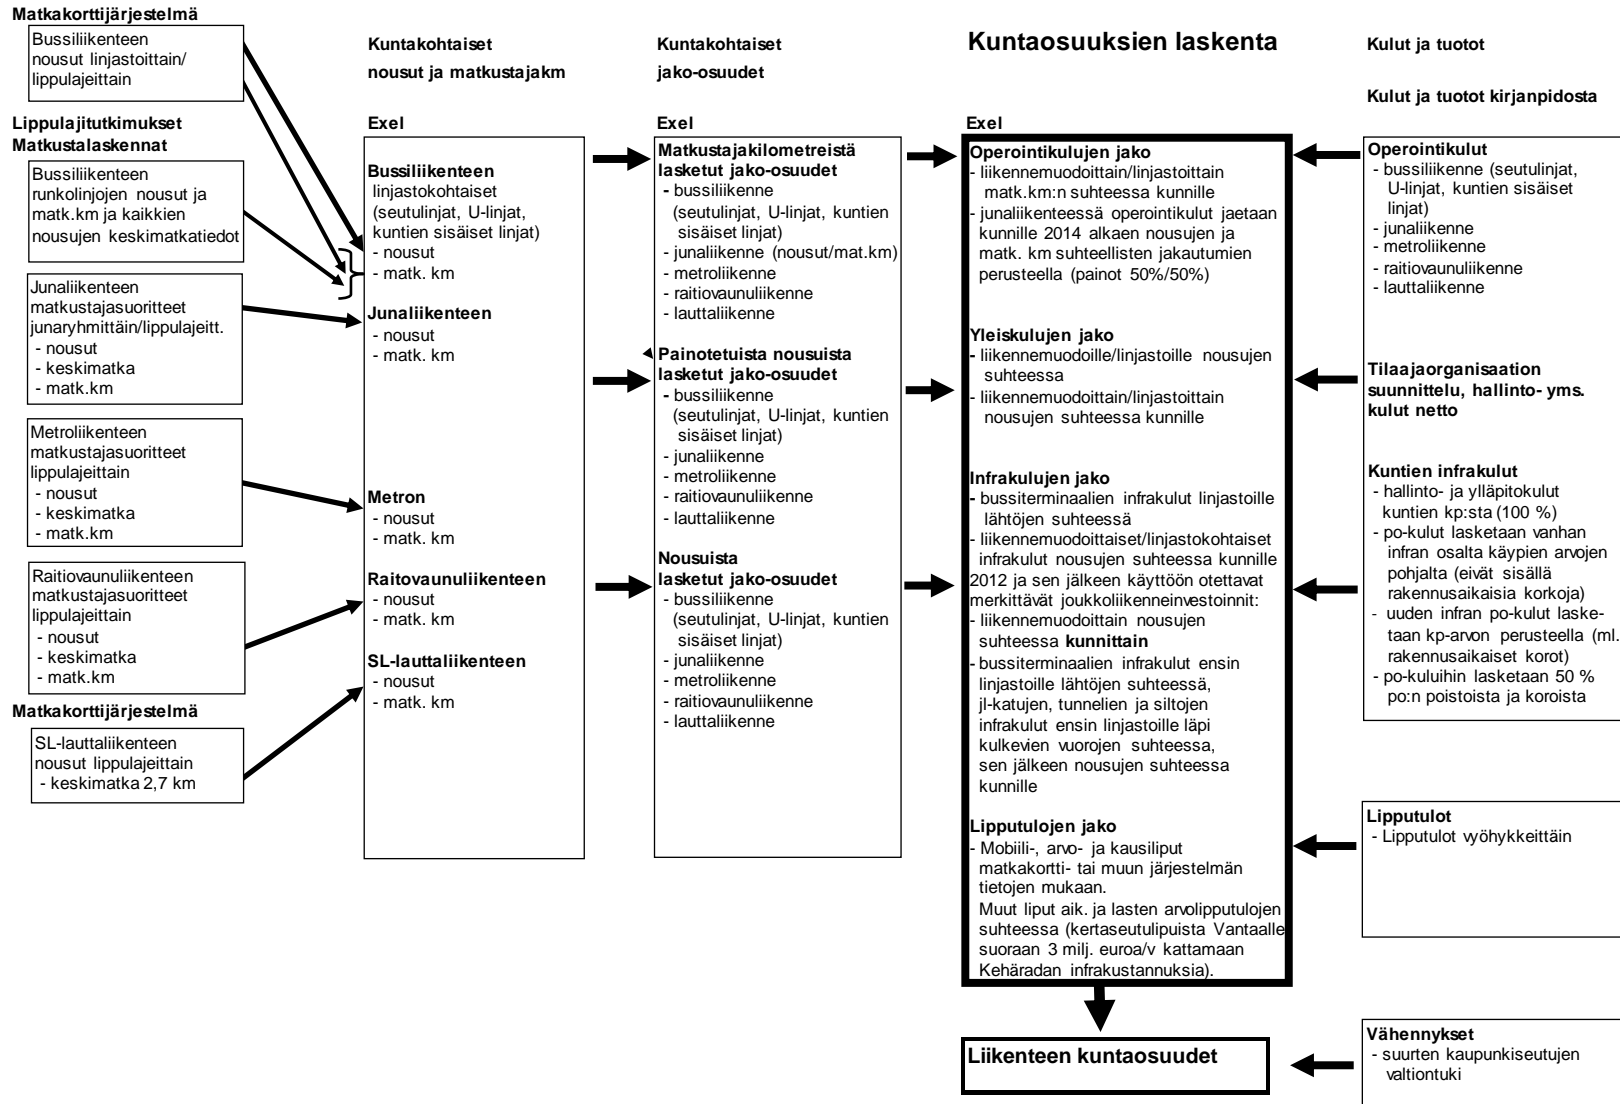 Matkakorttijärjestelmä
Bussiliikenteen
nousut linjastoittain/
lippulajeittain
Lippulajitutkimukset
Matkustalaskennat
Bussiliikenteen
runkolinjojen nousut ja
matk.km ja kaikkien
nousujen keskimatkatiedot
Junaliikenteen
matkustajasuoritteet
junaryhmittäin/lippulajeitt.
- nousut
- keskimatka
- matk.km
Metroliikenteen
matkustajasuoritteet
lippulajeittain
- nousut
- keskimatka
- matk.km
Raitiovaunuliikenteen
matkustajasuoritteet
lippulajeittain
- nousut
- keskimatka
- matk.km
Matkakorttijärjestelmä
SL-lauttaliikenteen
nousut lippulajeittain
- keskimatka 2,7 km
Kuntakohtaiset
nousut ja matkustajakm
Exel
Bussiliikenteen
linjastokohtaiset
(seutulinjat, U-linjat,
kuntien sisäiset linjat)
- nousut
- matk. km
Junaliikenteen
- nousut
- matk. km
Metron
- nousut
- matk. km
Raitovaunuliikenteen
- nousut
- matk. km
SL-lauttaliikenteen
- nousut
- matk. km
Kuntakohtaiset
jako-osuudet
Exel
Matkustajakilometreistä
lasketut jako-osuudet
- bussiliikenne
(seutulinjat, U-linjat, kuntien
sisäiset linjat)
- junaliikenne (nousut/mat.km)
- metroliikenne
- raitiovaunuliikenne
- lauttaliikenne
Painotetuista nousuista
lasketut jako-osuudet
- bussiliikenne
(seutulinjat, U-linjat, kuntien
sisäiset linjat)
- junaliikenne
- metroliikenne
- raitiovaunuliikenne
- lauttaliikenne
Nousuista
lasketut jako-osuudet
- bussiliikenne
(seutulinjat, U-linjat, kuntien
sisäiset linjat)
- junaliikenne
- metroliikenne
- raitiovaunuliikenne
- lauttaliikenne
Kuntaosuuksien laskenta
Exel
Operointikulujen jako
- liikennemuodoittain/linjastoittain
matk.km:n suhteessa kunnille
- junaliikenteessä operointikulut jaetaan
kunnille 2014 alkaen nousujen ja
matk. km suhteellisten jakautumien
perusteella (painot 50%/50%)
Yleiskulujen jako
- liikennemuodoille/linjastoille nousujen
suhteessa
- liikennemuodoittain/linjastoittain
nousujen suhteessa kunnille
Infrakulujen jako
- bussiterminaalien infrakulut linjastoille
lähtöjen suhteessä
- liikennemuodoittaiset/linjastokohtaiset
infrakulut nousujen suhteessa kunnille
2012 ja sen jälkeen käyttöön otettavat
merkittävät joukkoliikenneinvestoinnit:
- liikennemuodoittain nousujen
suhteessa kunnittain
- bussiterminaalien infrakulut ensin
linjastoille lähtöjen suhteessä,
jl-katujen, tunnelien ja siltojen
infrakulut ensin linjastoille läpi
kulkevien vuorojen suhteessa,
sen jälkeen nousujen suhteessa
kunnille
Lipputulojen jako
- Mobiili-, arvo- ja kausiliput
matkakortti- tai muun järjestelmän
tietojen mukaan.
Muut liput aik. ja lasten arvolipputulojen
suhteessa (kertaseutulipuista Vantaalle
suoraan 3 milj. euroa/v kattamaan
Kehäradan infrakustannuksia).
Liikenteen kuntaosuudet
Kulut ja tuotot
Kulut ja tuotot kirjanpidosta
Operointikulut
- bussiliikenne (seutulinjat,
U-linjat, kuntien sisäiset
linjat)
- junaliikenne
- metroliikenne
- raitiovaunuliikenne
- lauttaliikenne
Tilaajaorganisaation
suunnittelu, hallinto- yms.
kulut netto
Kuntien infrakulut
- hallinto- ja ylläpitokulut
kuntien kp:sta (100 %)
- po-kulut lasketaan vanhan
infran osalta käypien arvojen
pohjalta (eivät sisällä
rakennusaikaisia korkoja)
- uuden infran po-kulut laske-
taan kp-arvon perusteella (ml.
rakennusaikaiset korot)
- po-kuluihin lasketaan 50 %
po:n poistoista ja koroista
Lipputulot
- Lipputulot vyöhykkeittäin
Vähennykset
- suurten kaupunkiseutujen
valtiontuki